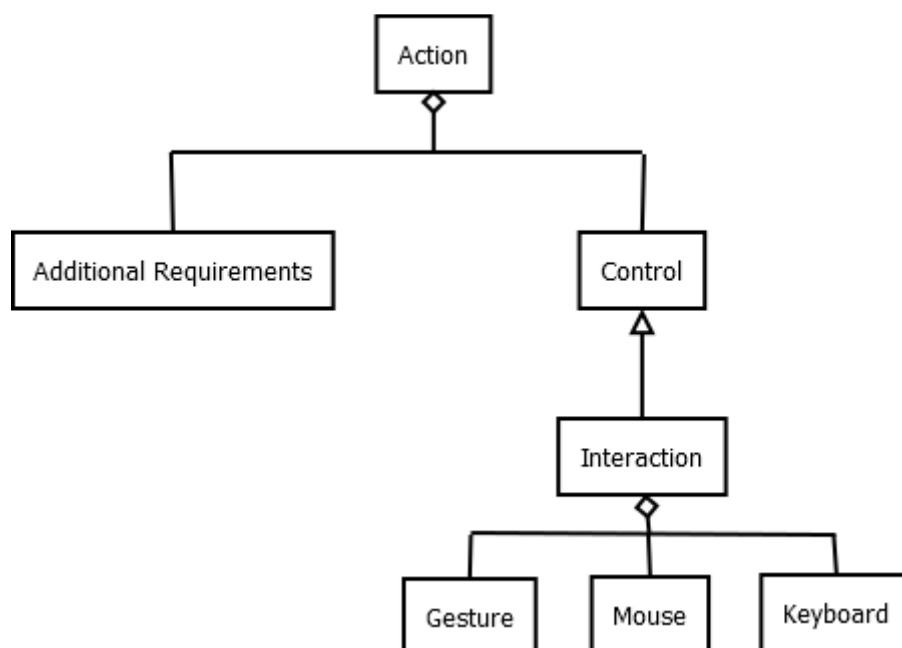 Action
Additional Requirements
Control
Interaction
Gesture
Mouse
Keyboard